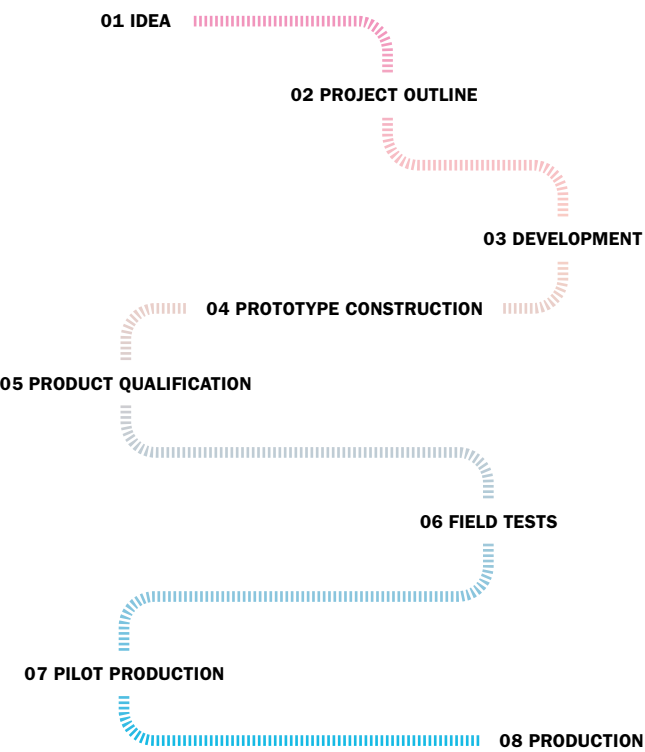 01 IDEA
02 PROJECT OUTLINE
03 DEVELOPMENT
04 PROTOTYPE CONSTRUCTION
05 PRODUCT QUALIFICATION
06 FIELD TESTS
07 PILOT PRODUCTION
08 PRODUCTION